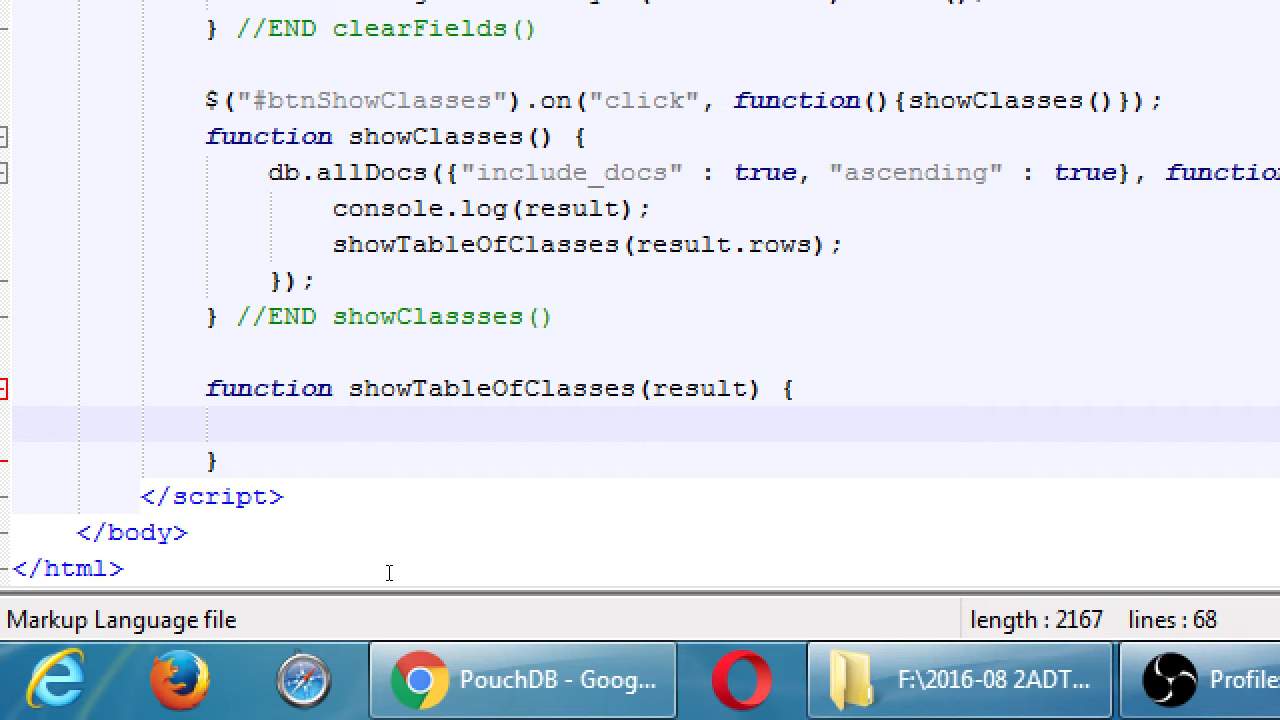 } //END clearFields()
$("#btnShowClasses").on("click", function(){showClasses()});
function showClasses() {
db.allDocs({"include_docs" : true, "ascending" : true},
console.log(result);
showTableOfClasses(result.rows);
});
} //END showClassses()
function showTableOfClasses(result) {
}
</script>
</body>
</html>
Markup Language file length : 2167 lines : 68
PouchDB - Goog... F:\2016-08 2ADT... Profile